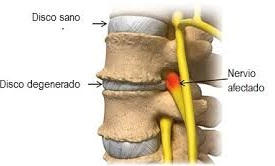 Disco sano
Disco degenerado
Nervio
afectado